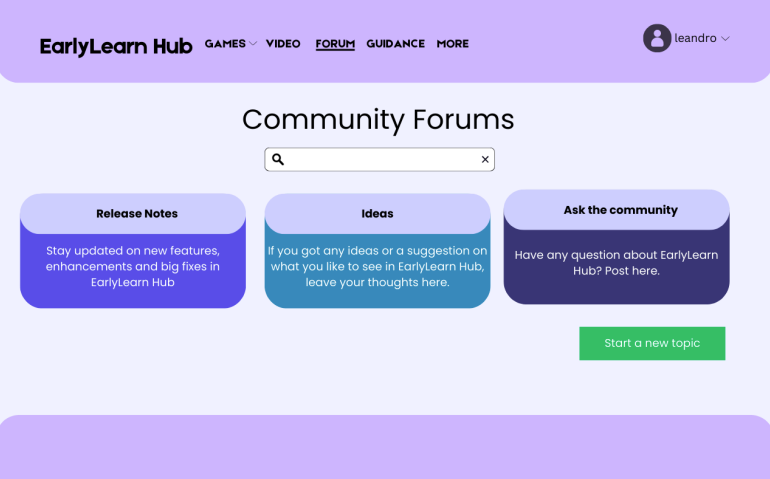 EarlyLearn Hub
GAMES VIDEO FORUM GUIDANCE MORE
leandro
Community Forums
Release Notes
Stay updated on new features,
enhancements and big fixes in
EarlyLearn Hub
Ideas
If you got any ideas or a suggestion on
what you like to see in EarlyLearn Hub,
leave your thoughts here.
Ask the community
Have any question about EarlyLearn
Hub? Post here.
Start a new topic